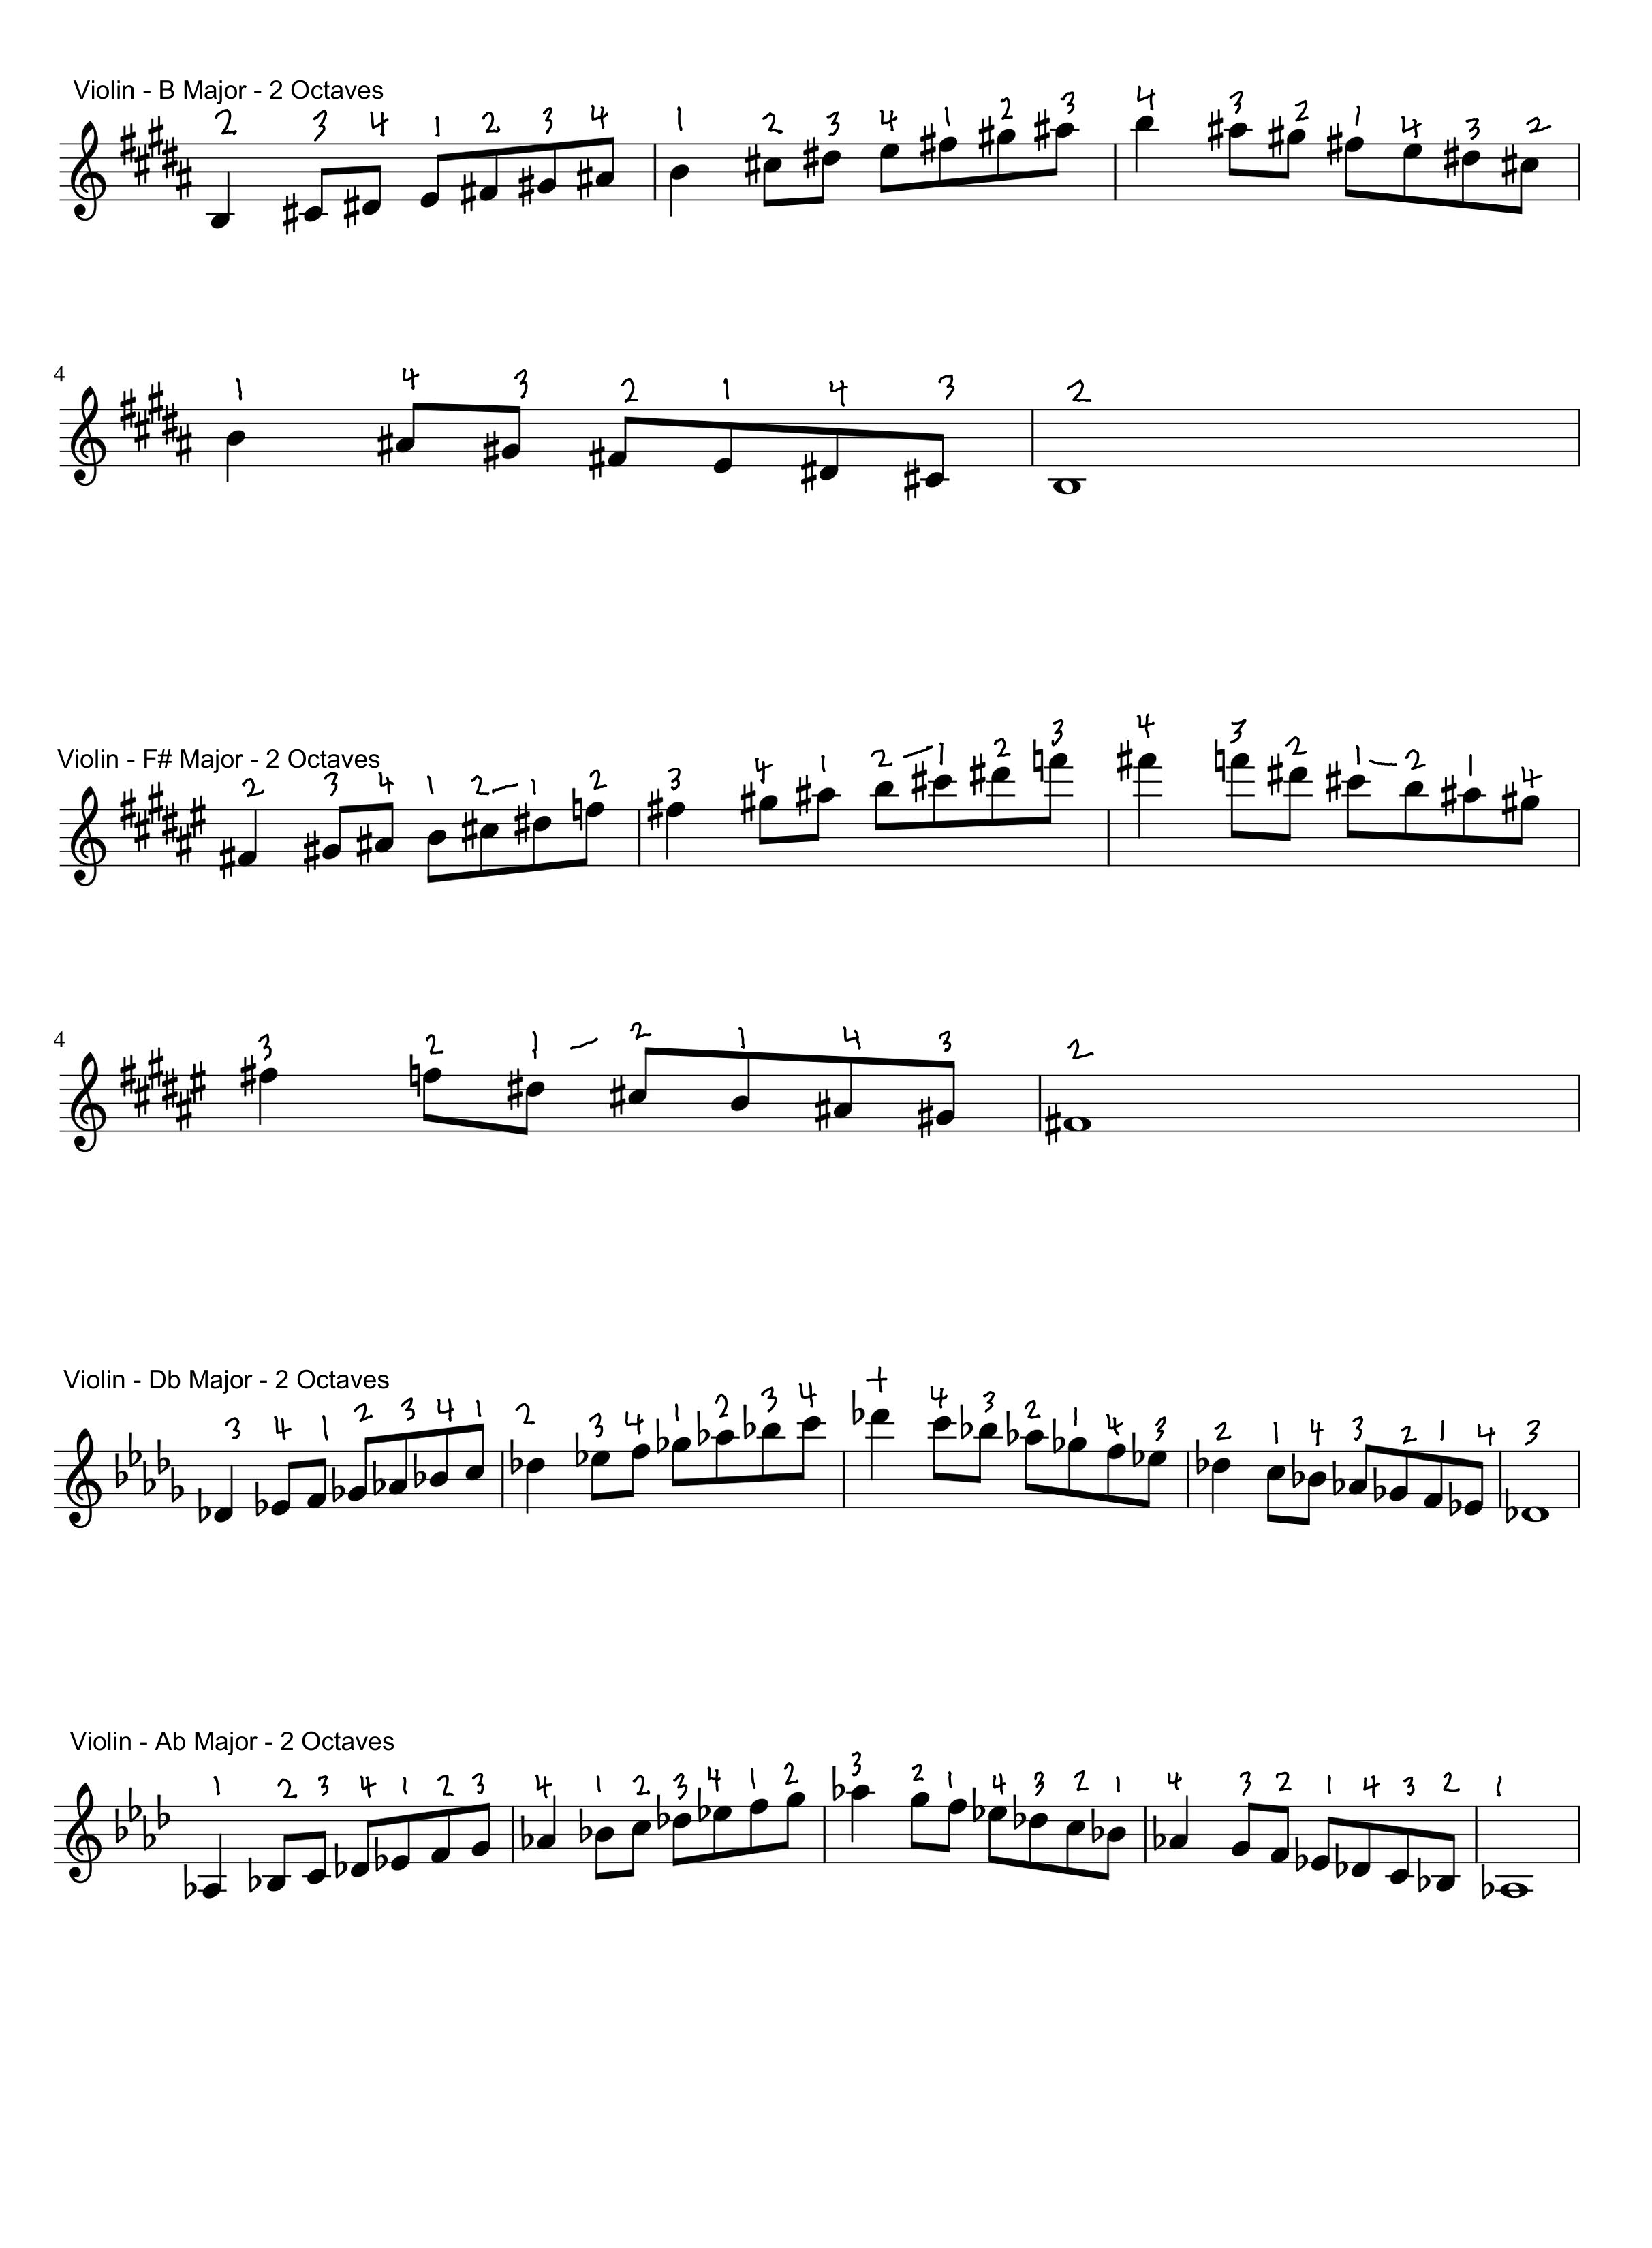 Violin - B Major - 2 Octaves
2 3 4 1 2 3 4 1 2 3 4 1 2 3 4 3 2 1 4 3 2
4
1 4 3 2 1 4 3 2
Violin - F# Major - 2 Octaves
2 3 4 1 2 1 2 3 4 1 2 1 2 3 4 3 2 1 2 1 4
4
3 2 1 2 1 4 3 2
Violin - Db Major - 2 Octaves
3 4 1 2 3 4 1 2 3 4 1 2 3 4 + 4 3 2 1 4 3 2 1 4 3 2 1 4 3
Violin - Ab Major - 2 Octaves
1 2 3 4 1 2 3 4 1 2 3 4 1 2 3 2 1 4 3 2 1 4 3 2 1 4 3 2 1